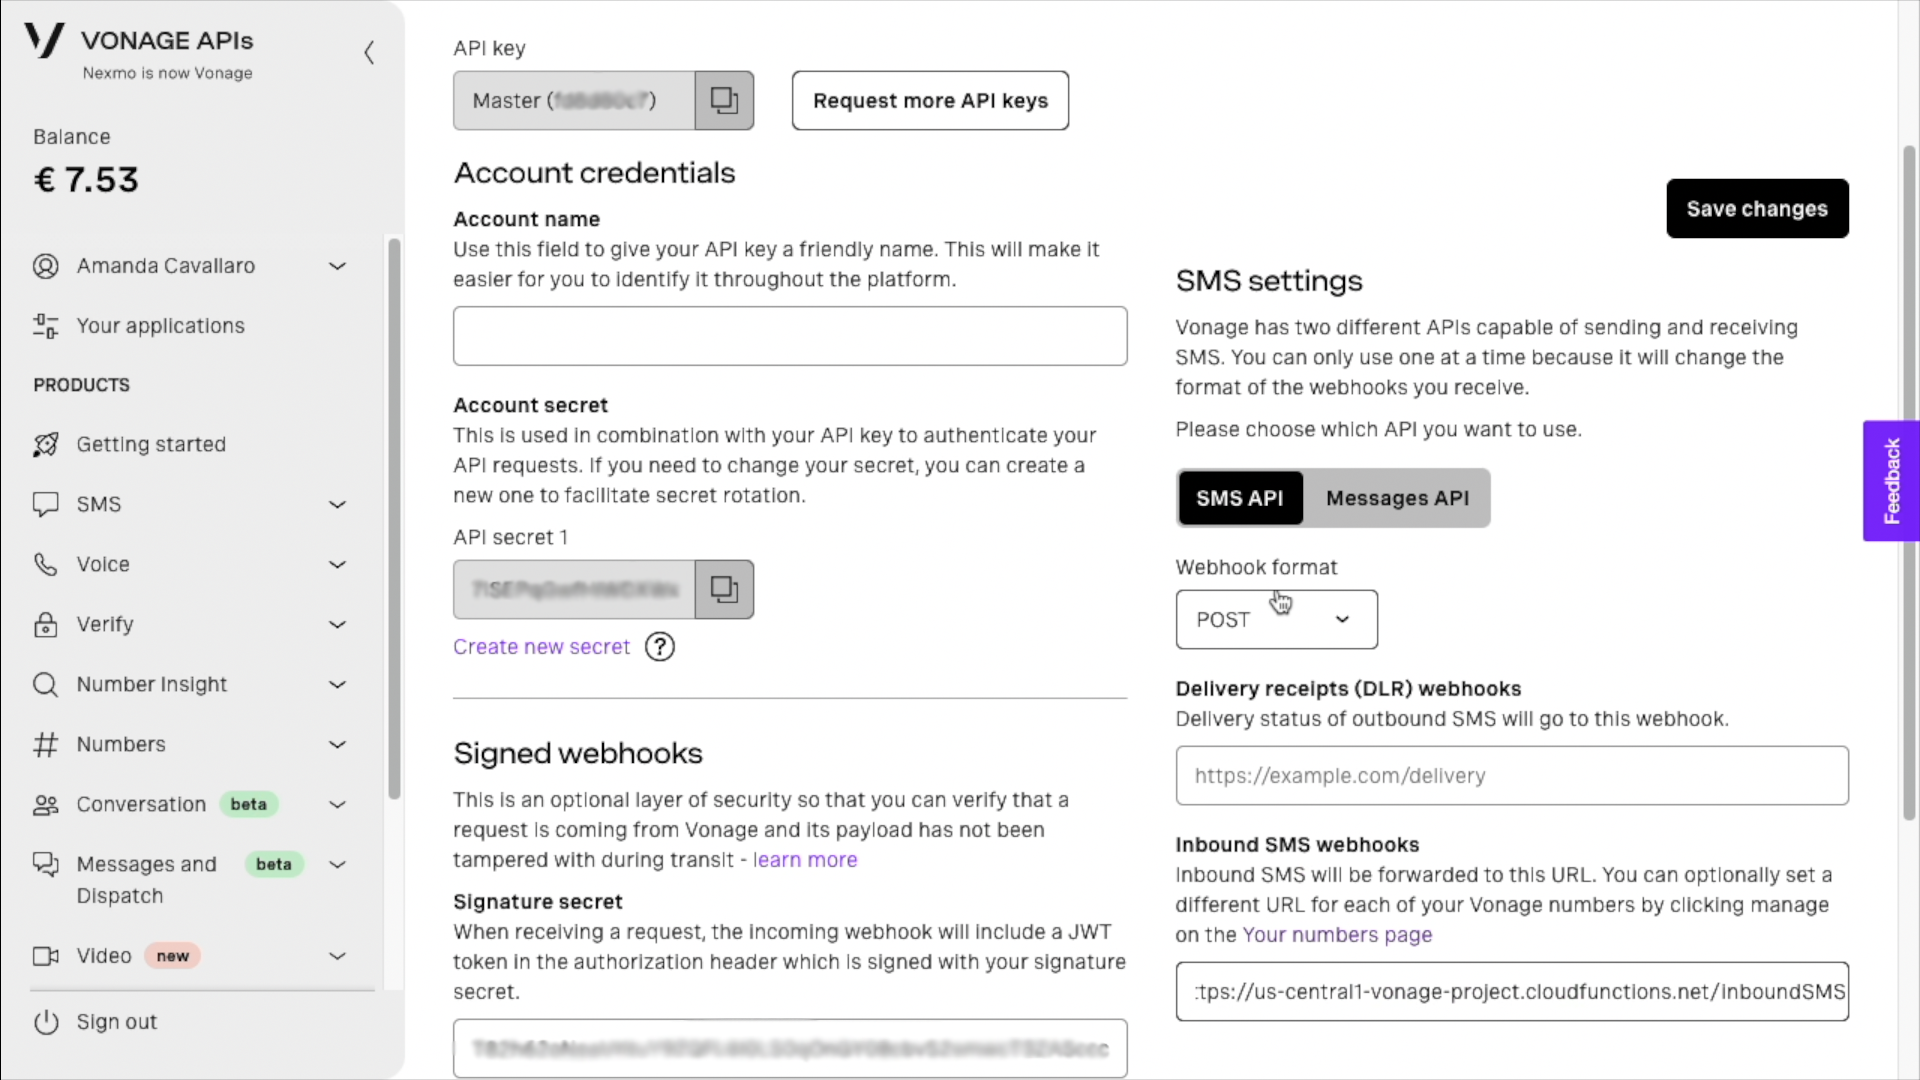 VONAGE APIs
Nexmo is now Vonage
Balance
€ 7.53
Amanda Cavallaro
Your applications
PRODUCTS
Getting started
SMS
Voice
Verify
Number Insight
Numbers
Conversation beta
Messages and beta
Dispatch
Video new
Sign out
API key
Master ( )
Request more API keys
Account credentials
Account name
Use this field to give your API key a friendly name. This will make it
easier for you to identify it throughout the platform.
Account secret
This is used in combination with your API key to authenticate your
API requests. If you need to change your secret, you can create a
new one to facilitate secret rotation.
API secret 1
Create new secret ?
Signed webhooks
This is an optional layer of security so that you can verify that a
request is coming from Vonage and its payload has not been
tampered with during transit - learn more
Signature secret
When receiving a request, the incoming webhook will include a JWT
token in the authorization header which is signed with your signature
secret.
Save changes
SMS settings
Vonage has two different APIs capable of sending and receiving
SMS. You can only use one at a time because it will change the
format of the webhooks you receive.
Please choose which API you want to use.
SMS API Messages API
Webhook format
POST
Delivery receipts (DLR) webhooks
Delivery status of outbound SMS will go to this webhook.
https://example.com/delivery
Inbound SMS webhooks
Inbound SMS will be forwarded to this URL. You can optionally set a
different URL for each of your Vonage numbers by clicking manage
on the Your numbers page
:tps://us-central1-vonage-project.cloudfunctions.net/inboundSMS
Feedback